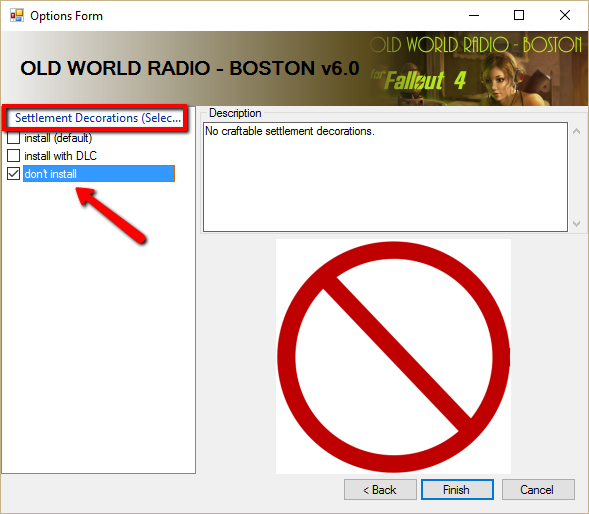 Options Form
OLD WORLD RADIO - BOSTON v6.0
OLD WORLD RADIO - BOSTON
for Fallout 4
Settlement Decorations (Selec...
install (default)
install with DLC
don't install
Description
No craftable settlement decorations.
< Back
Finish
Cancel